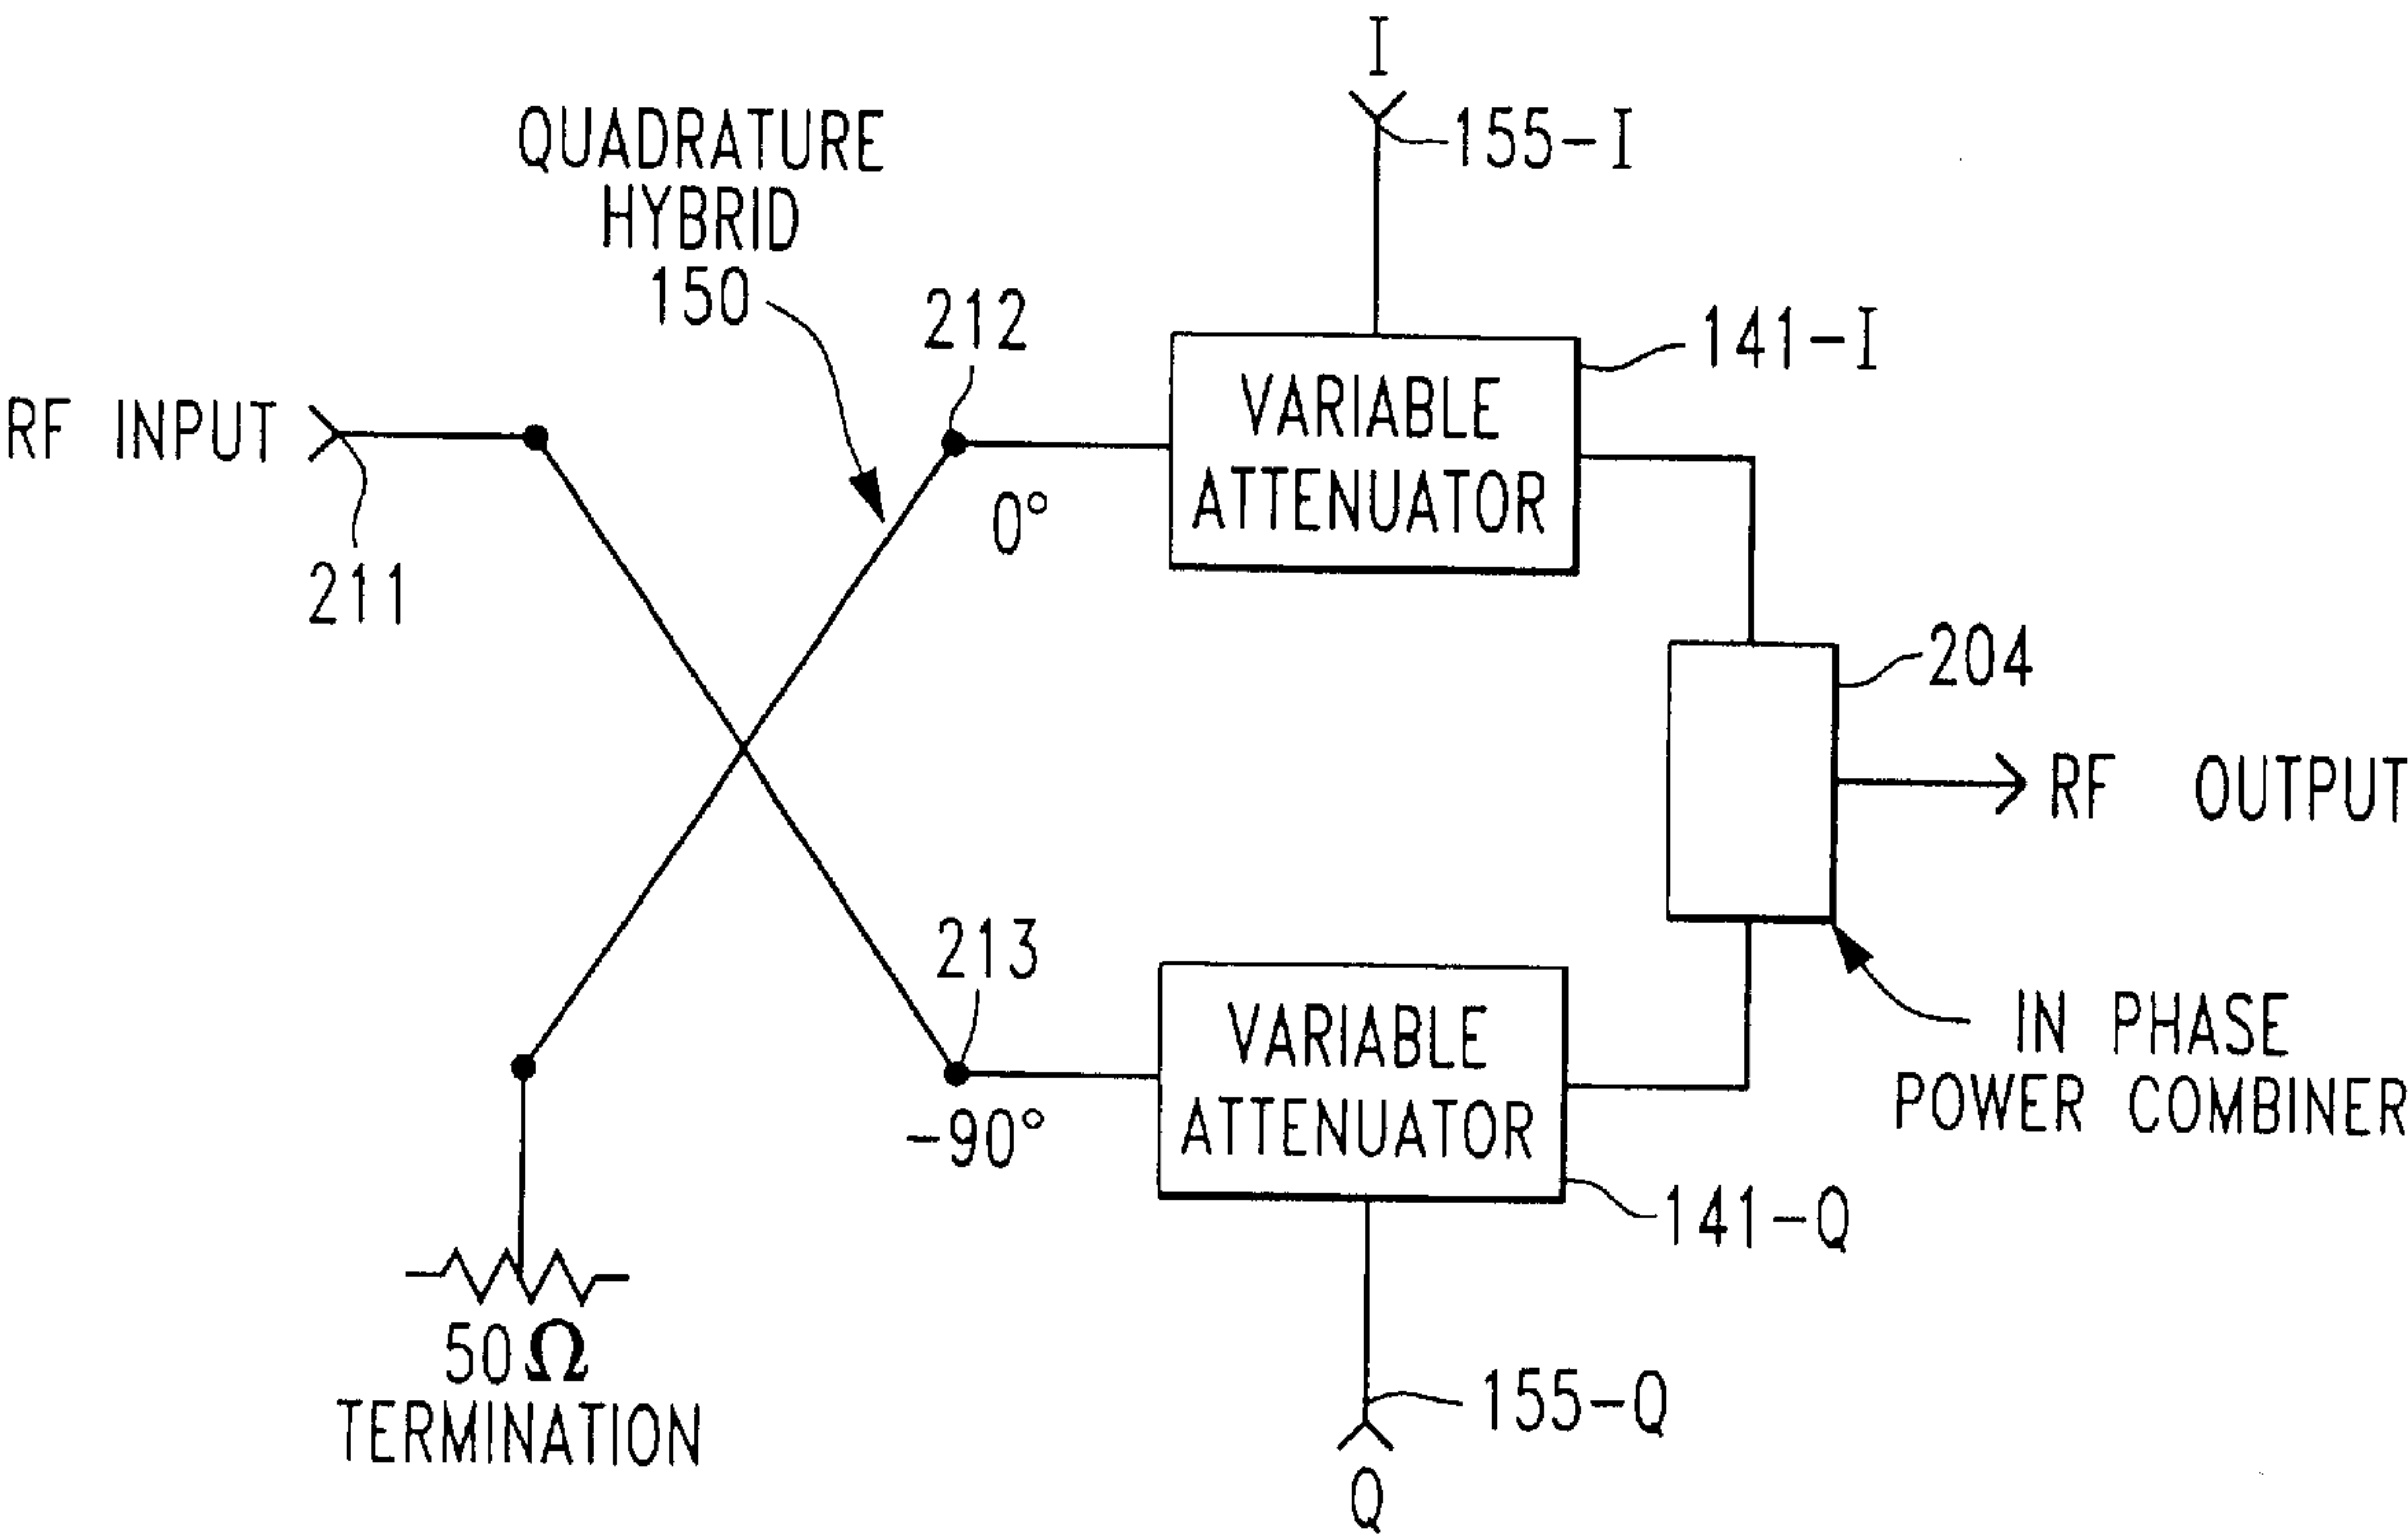 I
155-I
QUADRATURE
HYBRID
150
212
141-I
VARIABLE
ATTENUATOR
RF INPUT
0°
211
204
RF OUTPUT
213
VARIABLE
ATTENUATOR
IN PHASE
POWER COMBINER
-90°
141-Q
50Ω
TERMINATION
155-Q
Q